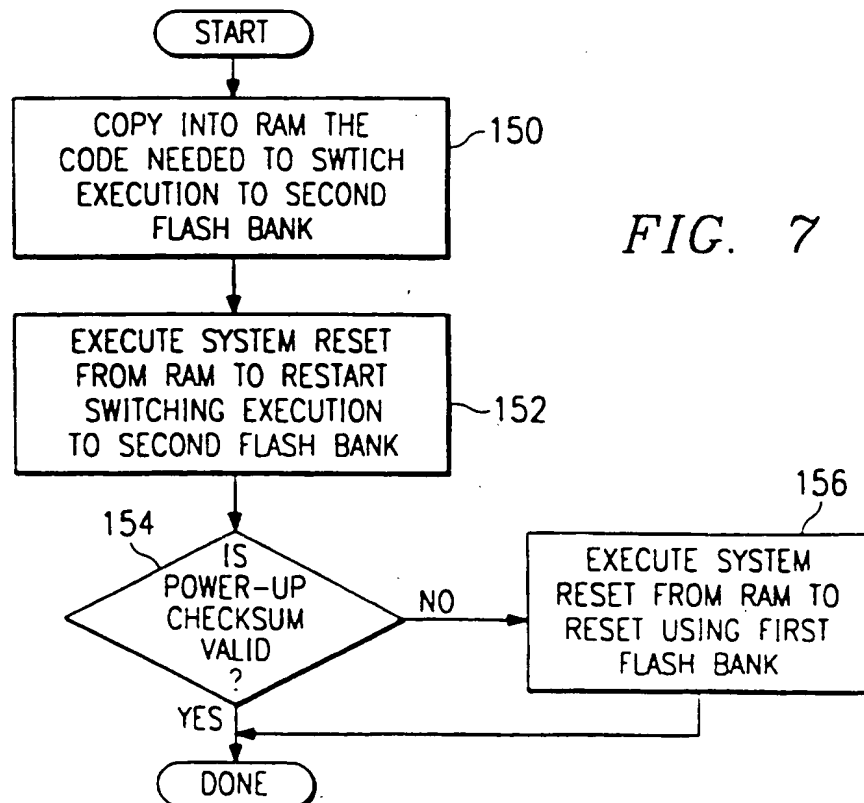 START
COPY INTO RAM THE
CODE NEEDED TO SWTICH
EXECUTION TO SECOND
FLASH BANK
150
FIG. 7
EXECUTE SYSTEM RESET
FROM RAM TO RESTART
SWITCHING EXECUTION
TO SECOND FLASH BANK
152
154
IS
POWER-UP
CHECKSUM
VALID
?
NO
156
EXECUTE SYSTEM
RESET FROM RAM TO
RESET USING FIRST
FLASH BANK
YES
DONE